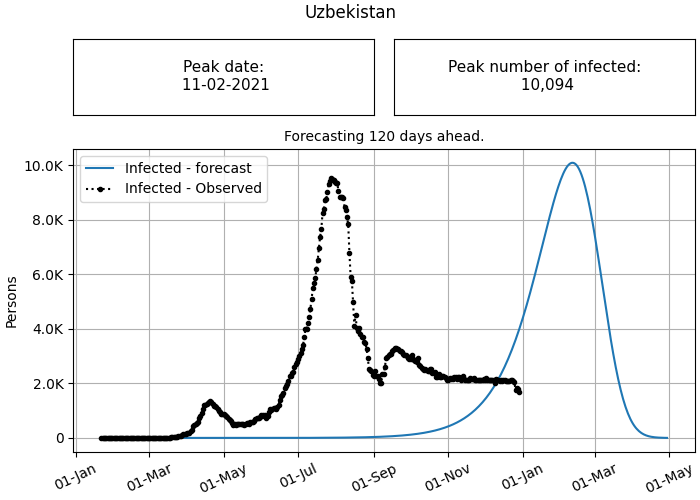 Uzbekistan
Peak date:
11-02-2021
Peak number of infected:
10,094
Forecasting 120 days ahead.
Infected - forecast
Infected - Observed
10.0K
8.0K
6.0K
4.0K
2.0K
0
Persons
01-Jan
01-Mar
01-May
01-Jul
01-Sep
01-Nov
01-Jan
01-Mar
01-May